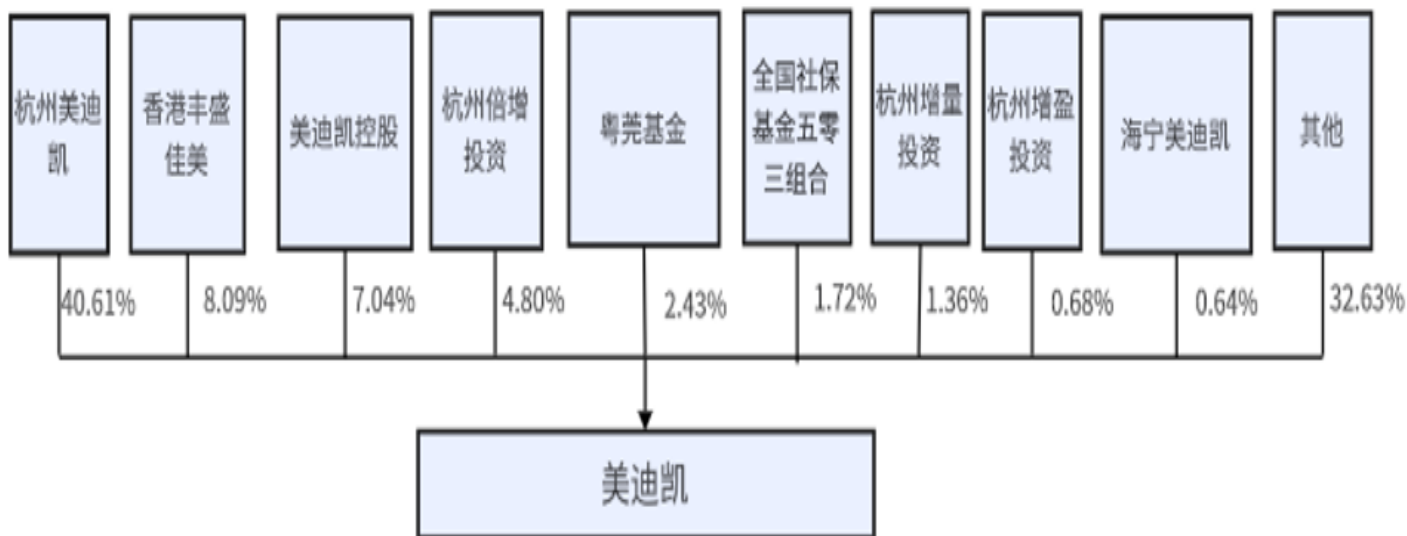 杭州美迪
凯
香港丰盛
佳美
美迪凯控股
杭州倍增
投资
粤莞基金
全国社保
基金五零
三组合
杭州增量
投资
杭州增盈
投资
海宁美迪凯
其他
40.61%
8.09%
7.04%
4.80%
2.43%
1.72%
1.36%
0.68%
0.64%
32.63%
美迪凯